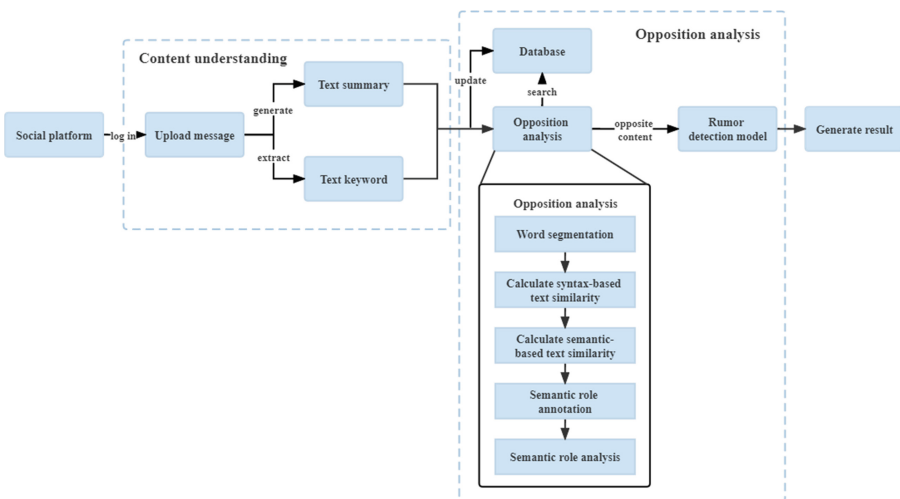 Opposition analysis
Content understanding
Social platform
log in
Upload message
generate
extract
Text summary
Text keyword
update
Database
search
Opposition
analysis
opposite
content
Rumor
detection model
Generate result
Opposition analysis
Word segmentation
Calculate syntax-based
text similarity
Calculate semantic-
based text similarity
Semantic role
annotation
Semantic role analysis